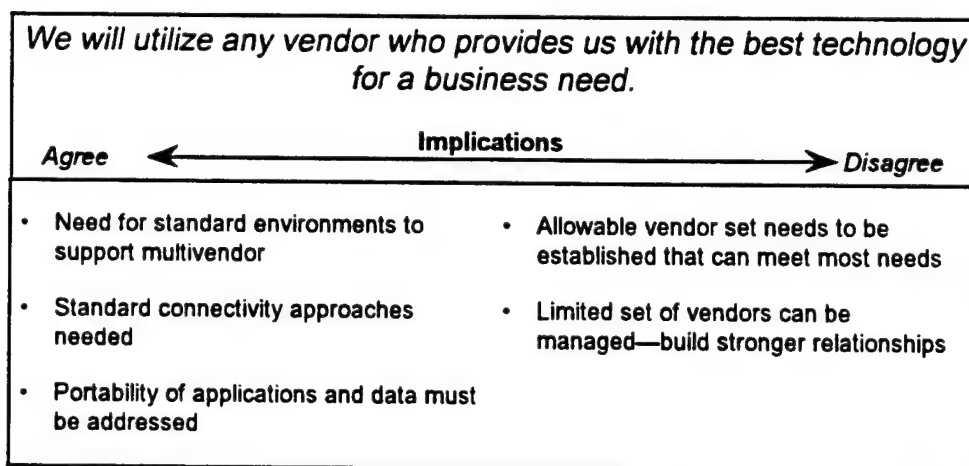 We will utilize any vendor who provides us with the best technology
for a business need.
Implications
Agree
Disagree
• Need for standard environments to
support multivendor
• Standard connectivity approaches
needed
• Portability of applications and data must
be addressed
• Allowable vendor set needs to be
established that can meet most needs
• Limited set of vendors can be
managed—build stronger relationships